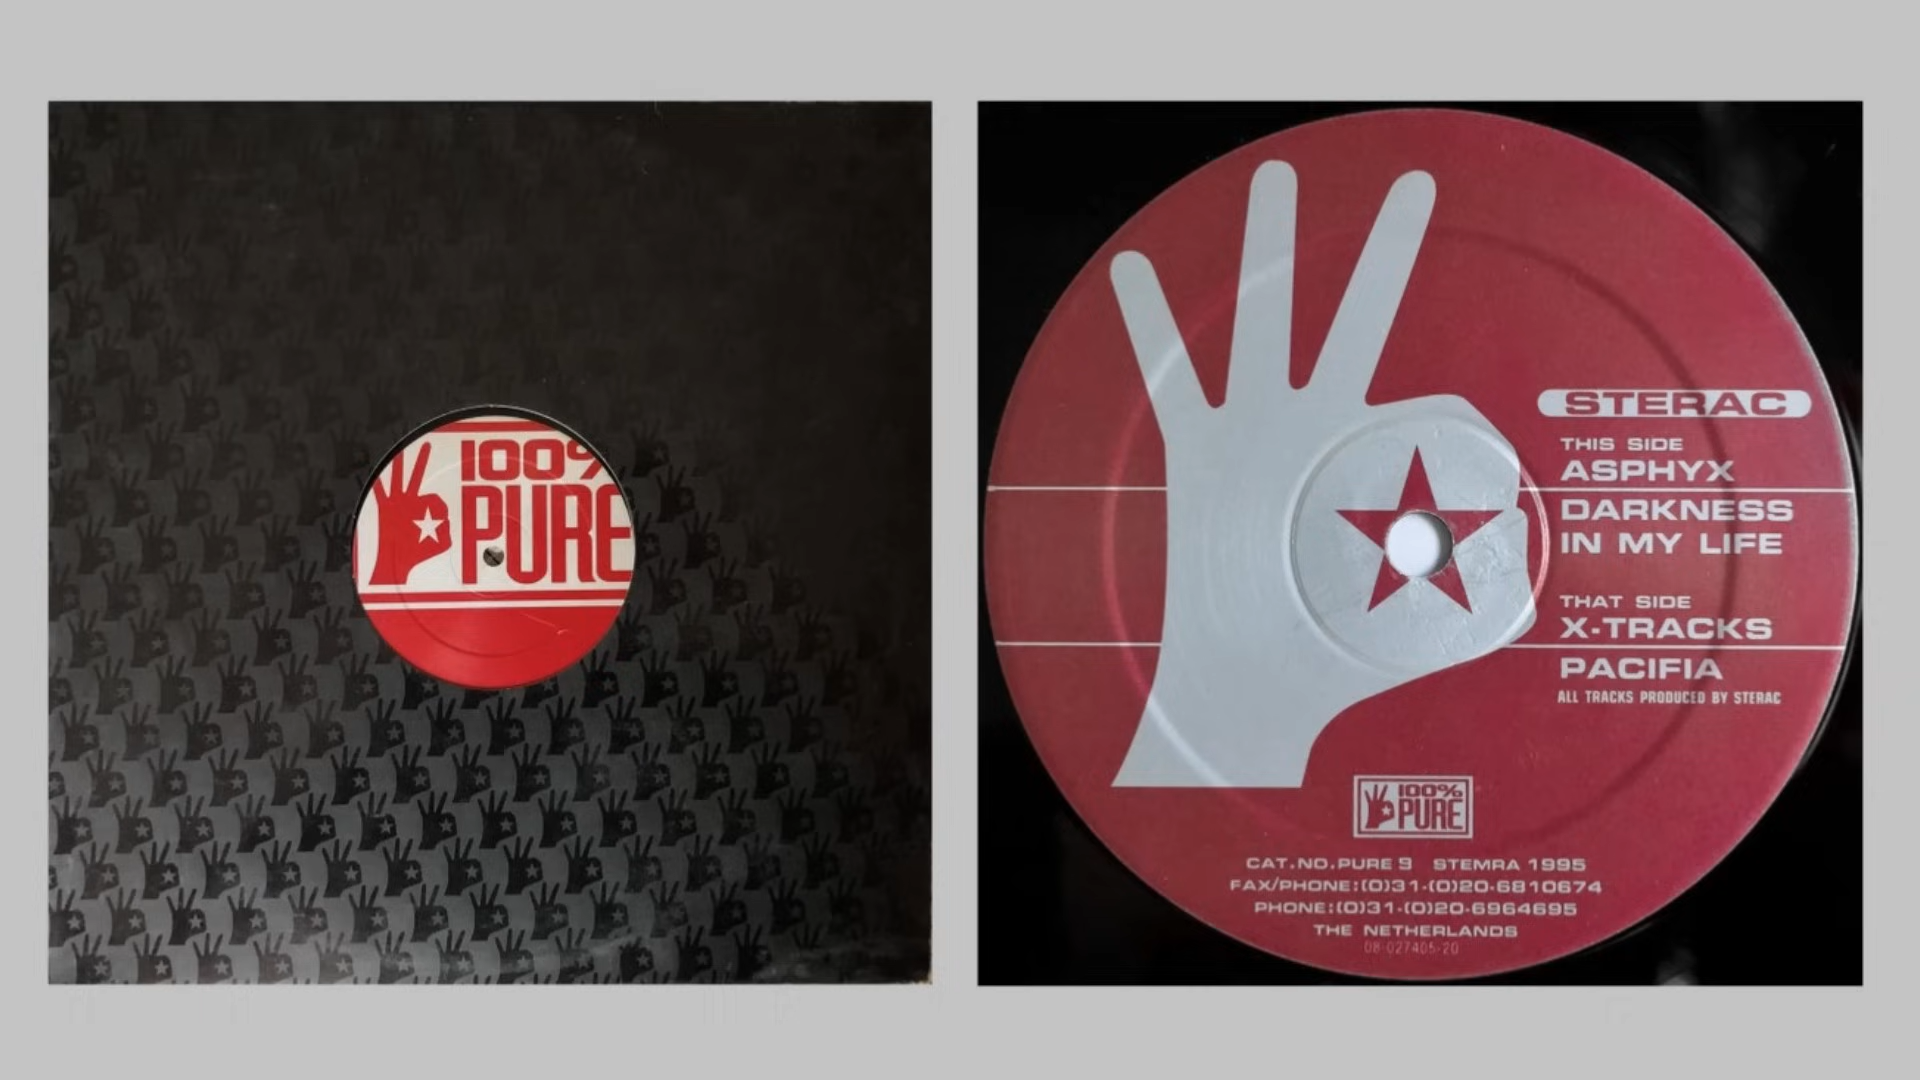 100%
PURE
STERAC
THIS SIDE
ASPHYX
DARKNESS
IN MY LIFE
THAT SIDE
X-TRACKS
PACIFIA
ALL TRACKS PRODUCED BY STERAC
100%
PURE
CAT.NO.PURE 9 STEMRA 1995
FAX/PHONE:(0)31-(0)20-6810674
PHONE:(0)31-(0)20-6964695
THE NETHERLANDS
08-027405-20